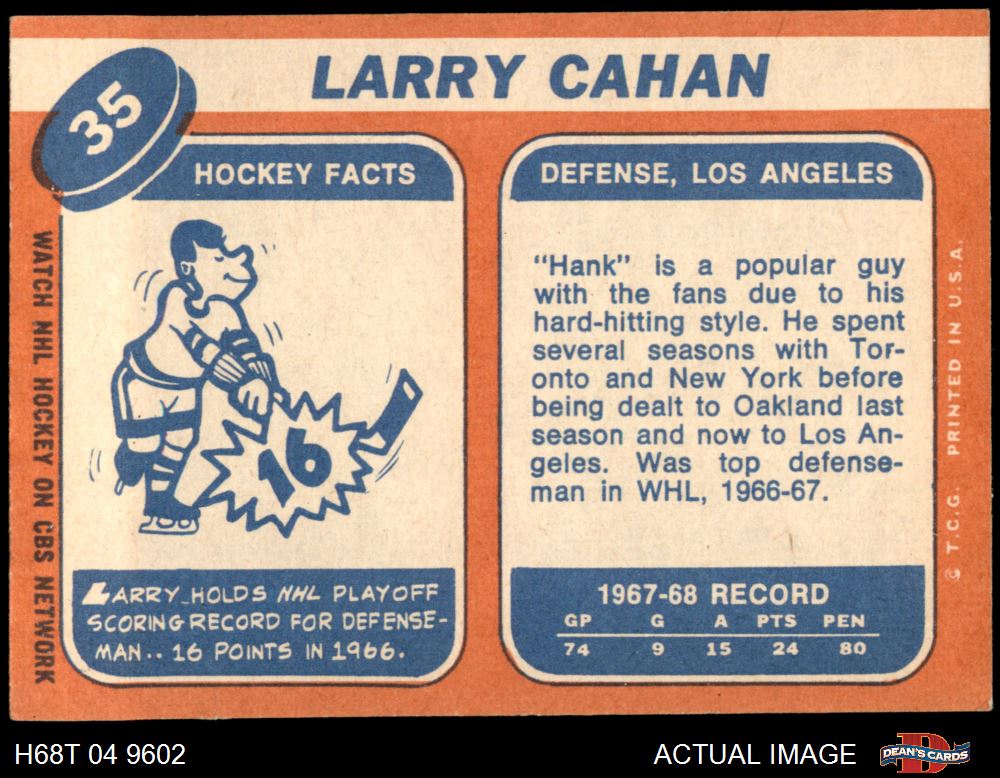 35
LARRY CAHAN
HOCKEY FACTS
16
LARRY HOLDS NHL PLAYOFF
SCORING RECORD FOR DEFENSE-
MAN.. 16 POINTS IN 1966.
WATCH NHL HOCKEY ON CBS NETWORK
DEFENSE, LOS ANGELES
"Hank" is a popular guy
with the fans due to his
hard-hitting style. He spent
several seasons with Tor-
onto and New York before
being dealt to Oakland last
season and now to Los An-
geles. Was top defense-
man in WHL, 1966-67.
1967-68 RECORD
GP G A PTS PEN
74 9 15 24 80
© T.C.G. PRINTED IN U.S.A.
H68T 04 9602
ACTUAL IMAGE
DEAN'S CARDS